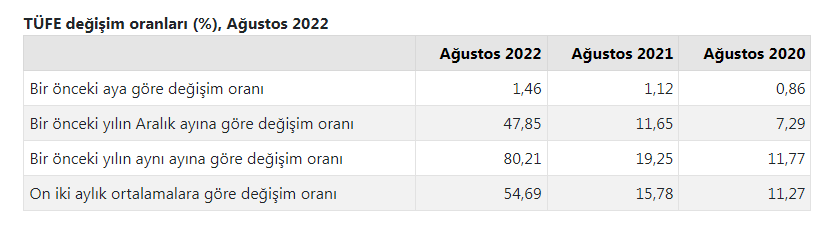 TÜFE değişim oranları (%), Ağustos 2022
Ağustos 2022 Ağustos 2021 Ağustos 2020
Bir önceki aya göre değişim oranı 1,46 1,12 0,86
Bir önceki yılın Aralık ayına göre değişim oranı 47,85 11,65 7,29
Bir önceki yılın aynı ayına göre değişim oranı 80,21 19,25 11,77
On iki aylık ortalamalara göre değişim oranı 54,69 15,78 11,27